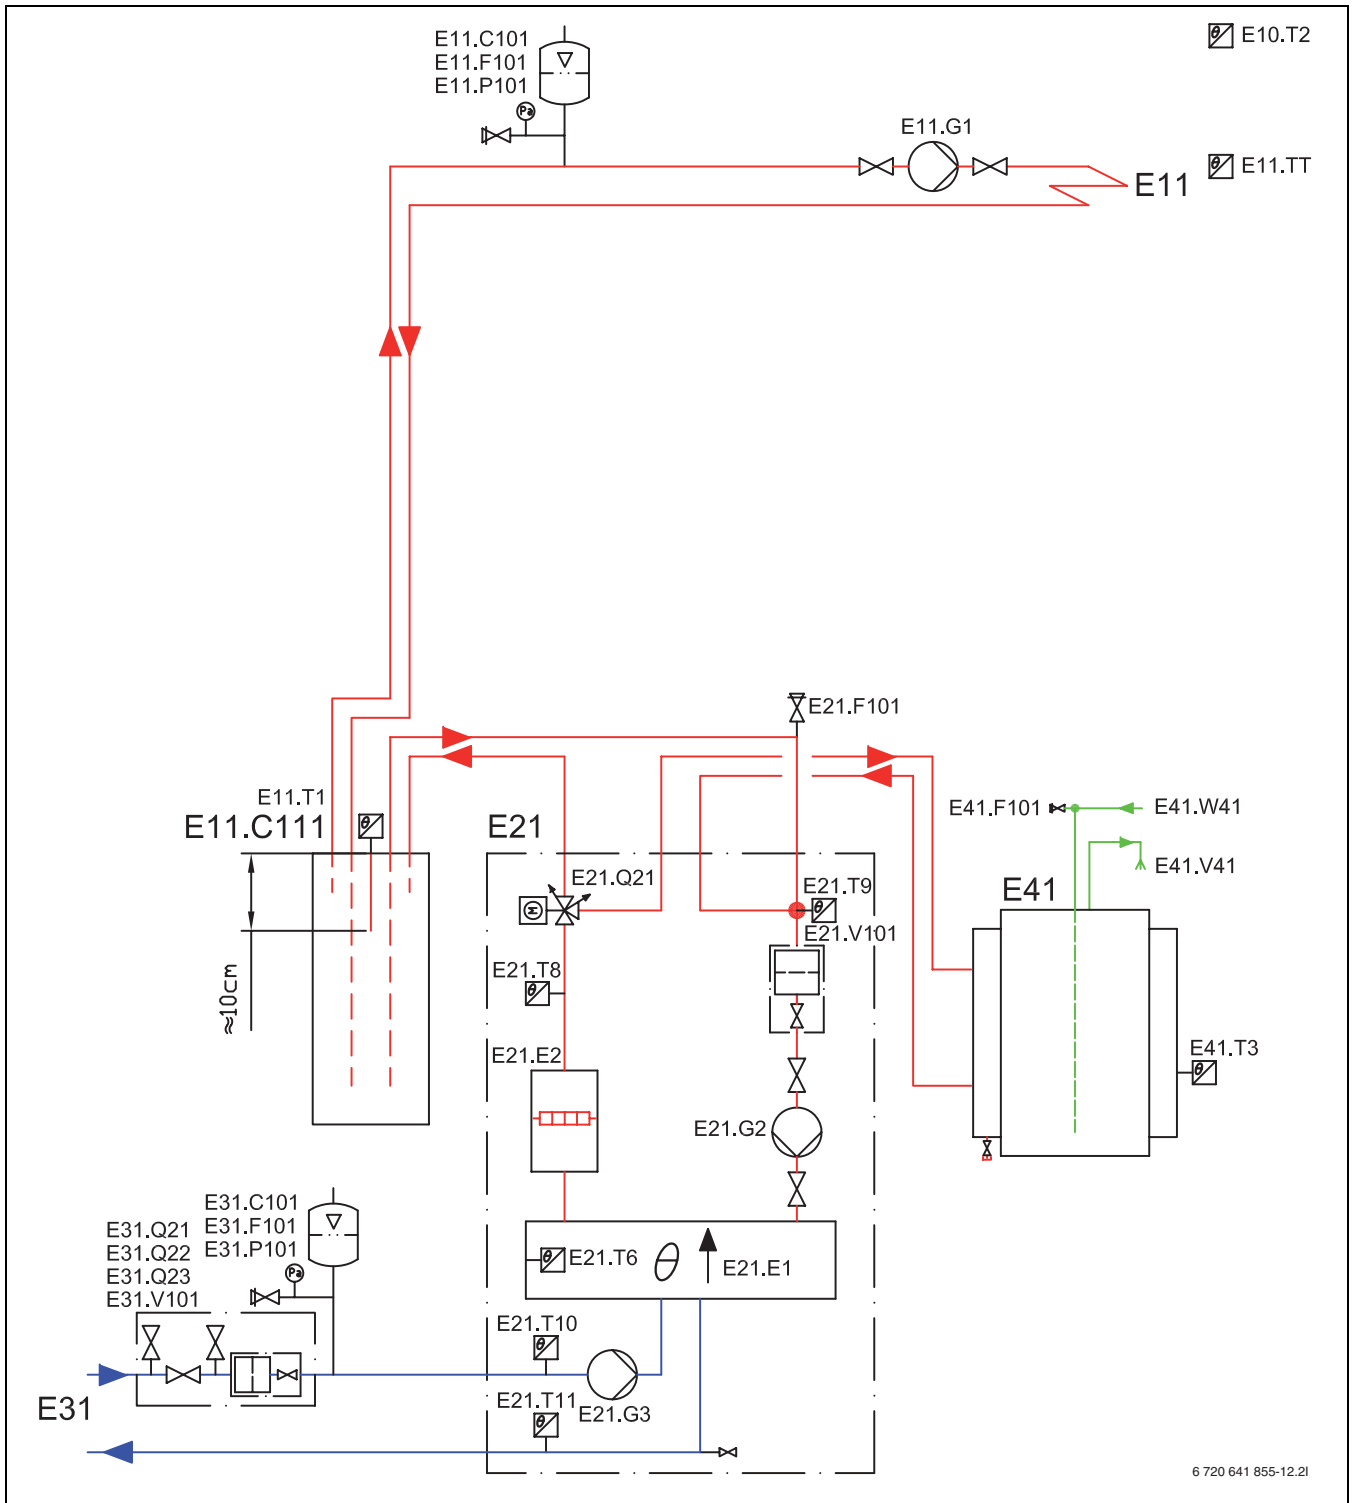 E11.C101
E11.F101
E11.P101
Pa
E11.G1
E10.T2
θ
E11
E11.TT
θ
E21.F101
E11.T1
E11.C111
θ
E21
E41.F101
E41.W41
E41.V41
E41
E21.Q21
M
E21.T9
θ
E21.V101
≈10cm
E21.T8
θ
E21.E2
E41.T3
θ
E21.G2
E31.C101
E31.F101
E31.P101
Pa
E31.Q21
E31.Q22
E31.Q23
E31.V101
E21.T6
θ
θ
E21.E1
E21.T10
θ
E31
E21.T11
θ
E21.G3
6 720 641 855-12.2I